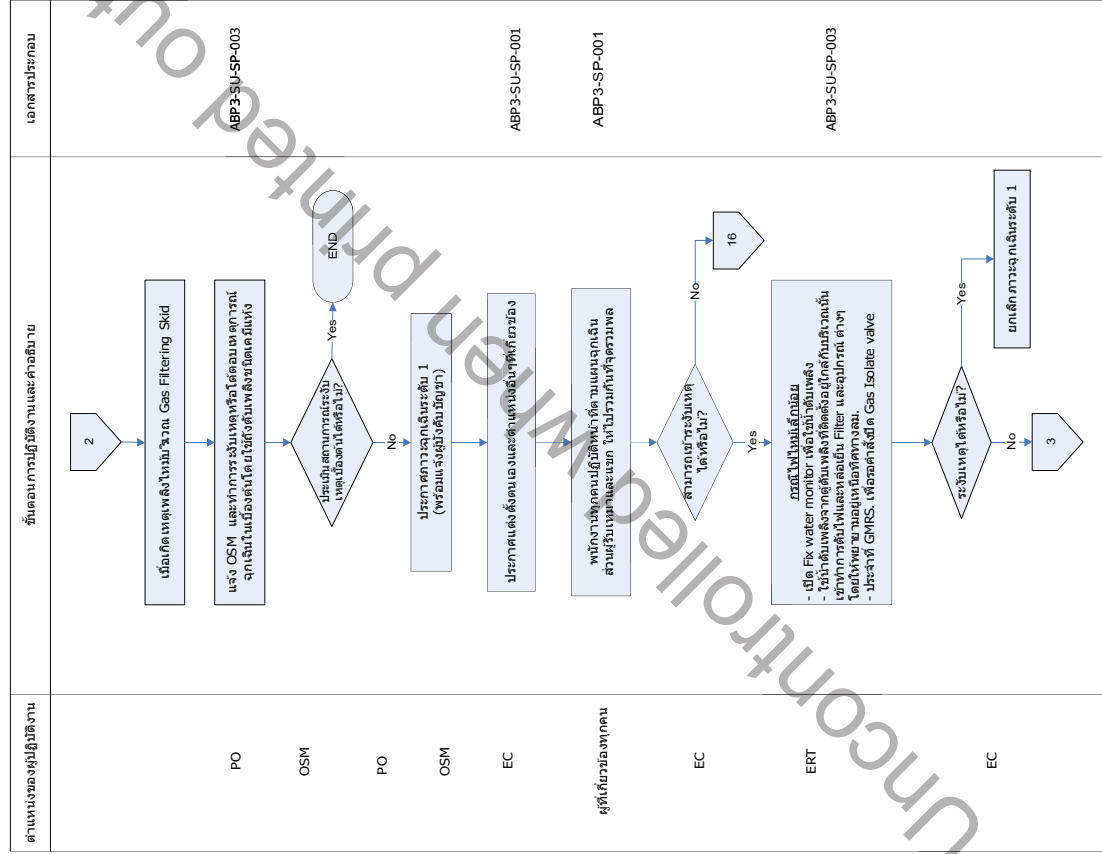 ตำแหน่งของผู้ปฏิบัติงาน
ขั้นตอนการปฏิบัติงานและ คำอธิบาย
เอกสารประกอบ
2
เมื่อเกิดเหตุเพลิงไหม้บริเวณ Gas Filtering Skid
PO
แจ้ง OSM และทำการระงับเหตุหรือโต้ตอบเหตุการณ์
ฉุกเฉินในเบื้องต้นโดยใช้ถังดับเพลิงชนิดเคมีแห้ง
ABP3-SU-SP-003
OSM
ประเมินสถานการณ์ระงับ
เหตุเบื้องต้นได้หรือไม่?
Yes
END
No
PO
OSM
ประกาศภาวะฉุกเฉินระดับ 1
(พร้อมแจ้งผู้บังคับบัญชา)
EC
ประกาศแต่งตั้งตนเองและตำแหน่งอื่นๆที่เกี่ยวข้อง
ABP3-SU-SP-001
ผู้ที่เกี่ยวข้องทุกคน
พนักงานทุกคนปฏิบัติหน้าที่ตามแผนฉุกเฉิน
ส่วนผู้รับเหมาและแขก ให้ไปรวมกันที่จุดรวมพล
ABP3-SP-001
EC
สามารถเข้าระงับเหตุ
ได้หรือไม่?
No
16
Yes
ERT
กรณีไฟไหม้เล็กน้อย
- เปิด Fix water monitor เพื่อใช้น้ำดับเพลิง
- ใช้น้ำดับเพลิงจากตู้ดับเพลิงที่ติดตั้งอยู่ใกล้กับบริเวณนั้น
เข้าทำการดับไฟและหล่อเย็น Filter และอุปกรณ์ ต่างๆ
โดยให้พยายามอยู่เหนือทิศทางลม.
- ประจำที่ GMRS. เพื่อรอคำสั่งปิด Gas Isolate valve
ABP3-SU-SP-003
EC
ระงับเหตุได้หรือไม่?
Yes
ยกเลิกภาวะฉุกเฉินระดับ 1
No
3
Uncontrolled when printed out